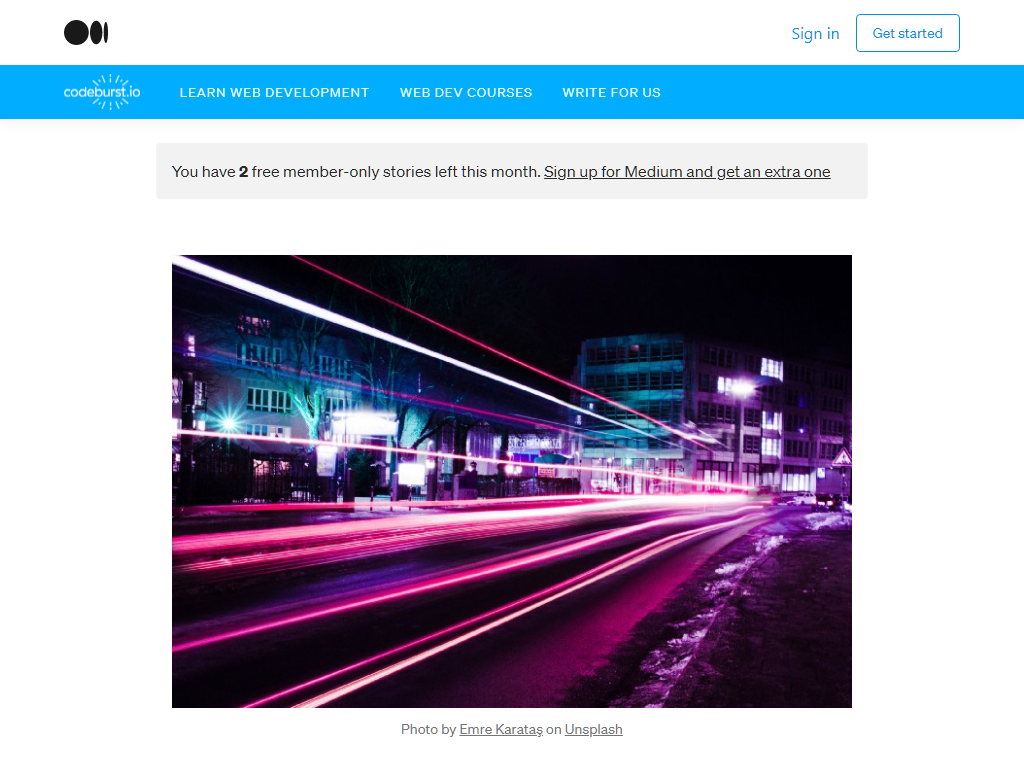 Sign in
Get started
codeburst.io
LEARN WEB DEVELOPMENT
WEB DEV COURSES
WRITE FOR US
You have 2 free member-only stories left this month. Sign up for Medium and get an extra one
Photo by Emre Karataş on Unsplash